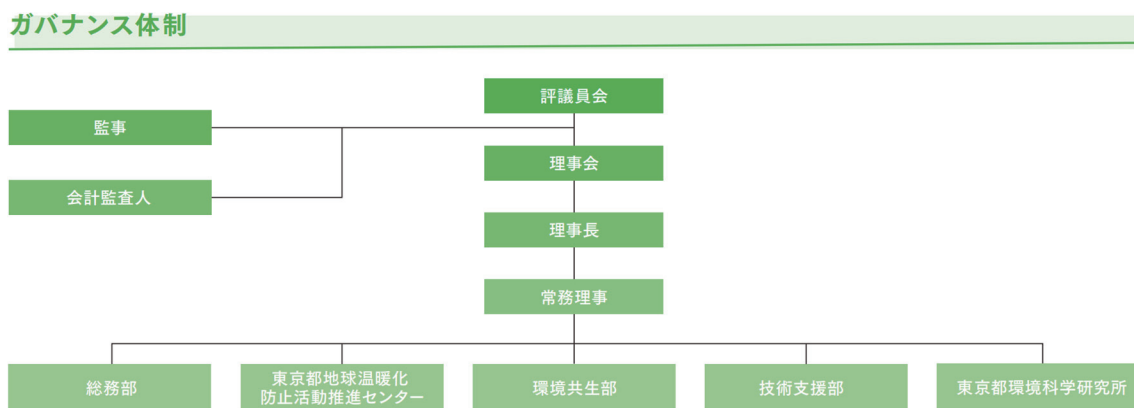 ガバナンス体制
評議員会
監事
理事会
会計監査人
理事長
常務理事
総務部
東京都地球温暖化
防止活動推進センター
環境共生部
技術支援部
東京都環境科学研究所